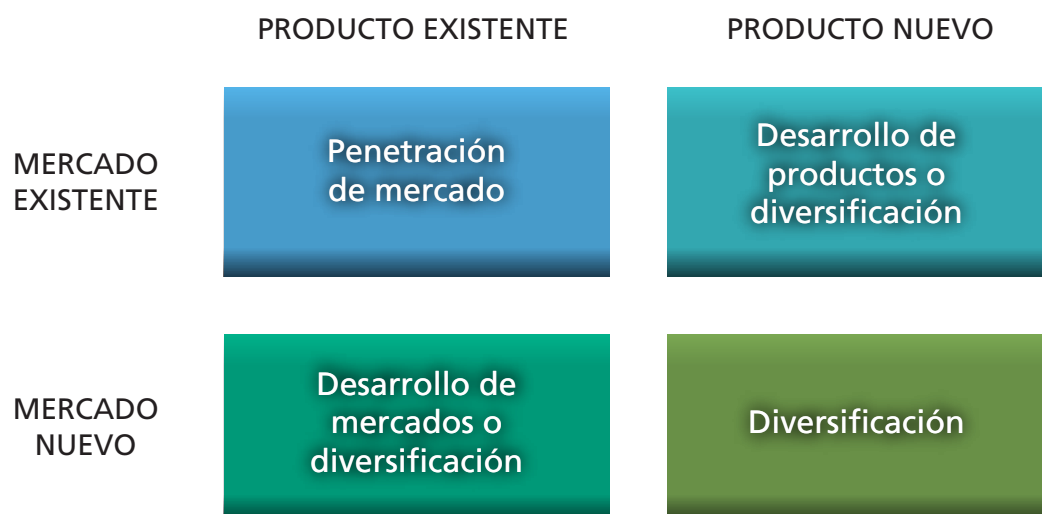 PRODUCTO EXISTENTE
PRODUCTO NUEVO
MERCADO
EXISTENTE
Penetración
de mercado
Desarrollo de
productos o
diversificación
MERCADO
NUEVO
Desarrollo de
mercados o
diversificación
Diversificación